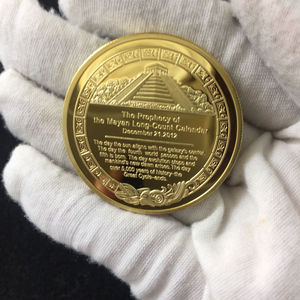 The Prophecy of
the Mayan Long-Count Calendar
December 21 2012
The day the sun aligns with the galaxy's center
The day the fourth world passes and the
fifth is born. The day evolution stops and
mankind's new dawn arises. The day
over 5,000 years of history-the
Great Cycle-ends.